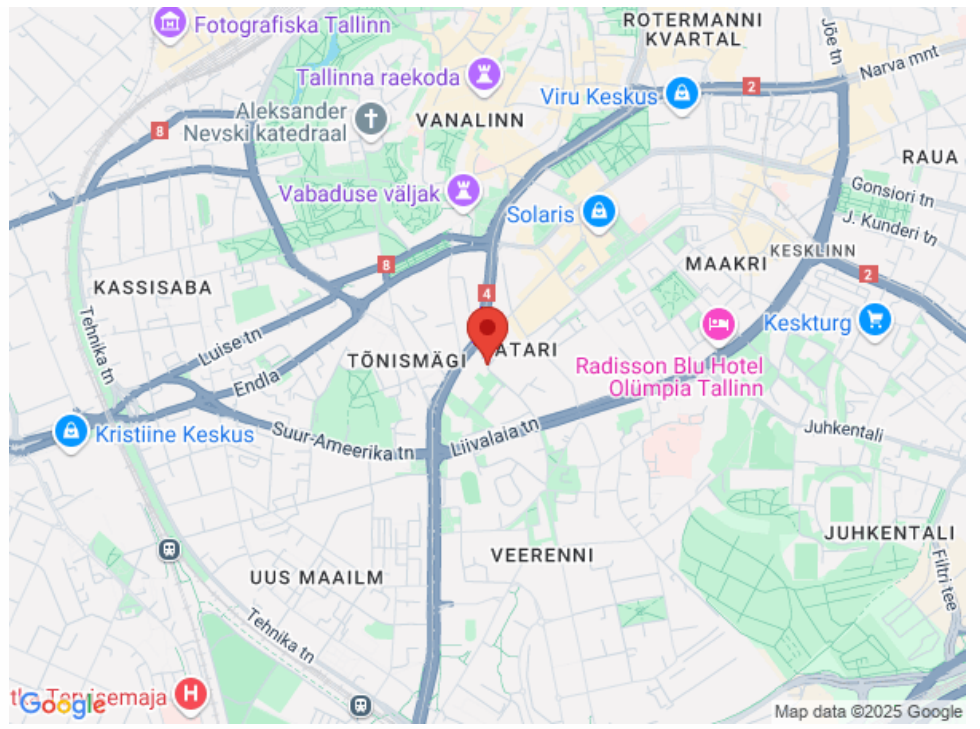 Fotografiska Tallinn
ROTERMANNI
KVARTAL
Jõe tn
Narva mnt
Tallinna raekoda
Viru Keskus
2
Aleksander
Nevski katedraal
VANALINN
8
RAUA
Vabaduse väljak
Solaris
Gonsiori tn
J. Kunderi tn
KESKLINN
MAAKRI
8
2
KASSISABA
4
Tehnika tn
Luise tn
Keskturg
TÕNISMÄGI
ATARI
Radisson Blu Hotel
Olümpia Tallinn
Endla
Kristiine Keskus
Suur-Ameerika tn
Liivalaia tn
Juhkentali
JUHKENTALI
VEERENNI
Filtri tee
UUS MAAILM
Tehnika tn
H
Google
Map data ©2025 Google